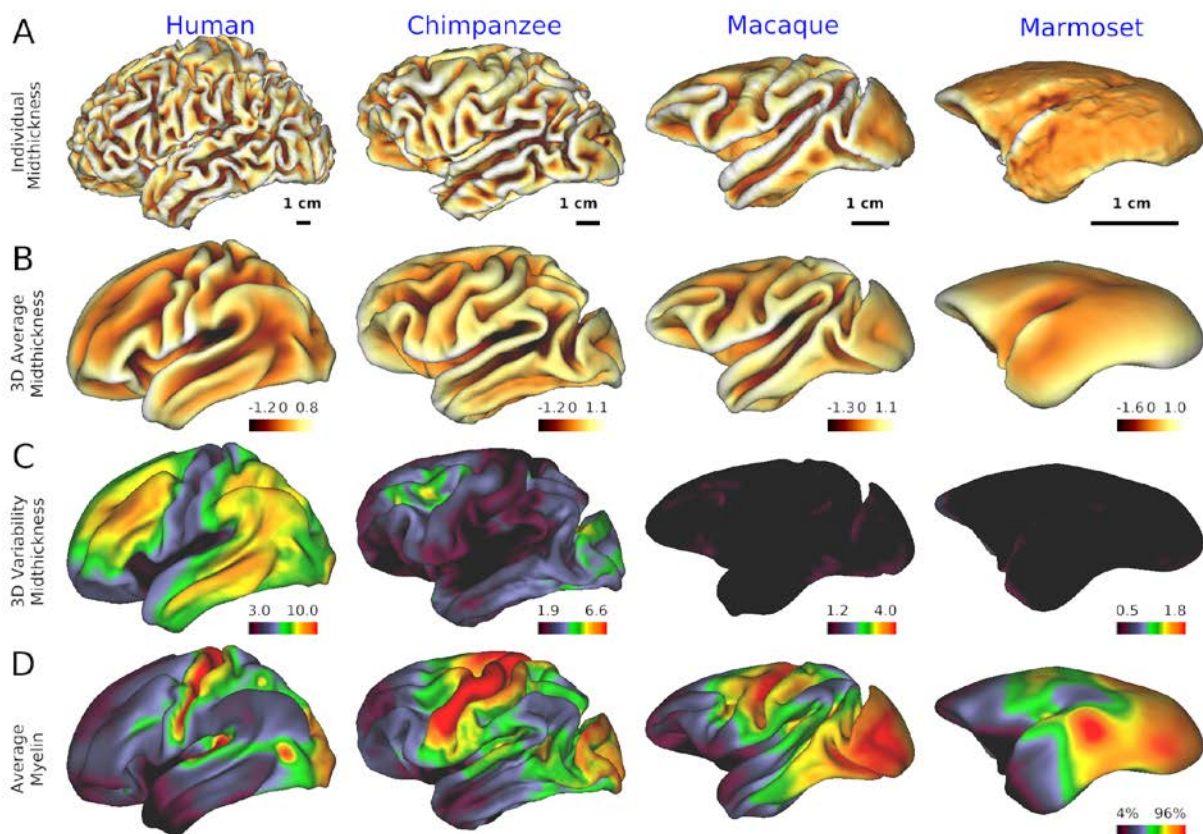 Human Chimpanzee Macaque Marmoset
A
Individual
Midthickness
1 cm 1 cm 1 cm 1 cm
B
3D Average
Midthickness
-1.20 0.8 -1.20 1.1 -1.30 1.1 -1.60 1.0
C
3D Variability
Midthickness
3.0 10.0 1.9 6.6 1.2 4.0 0.5 1.8
D
Average
Myelin
4% 96%